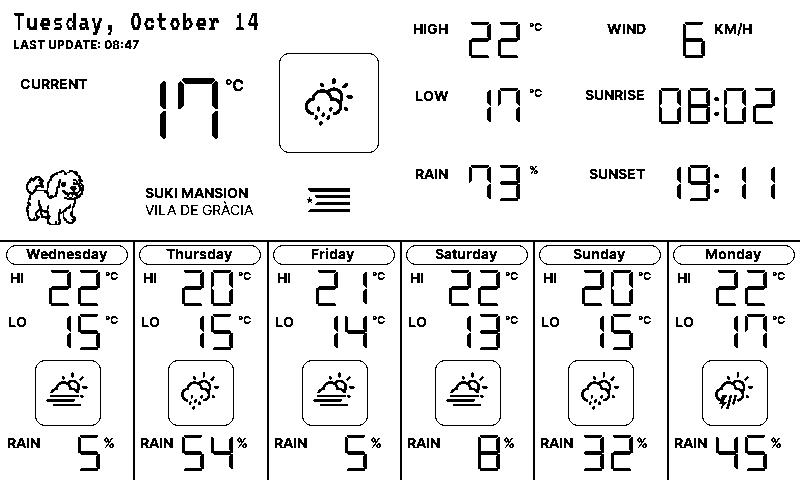 Tuesday, October 14
LAST UPDATE: 08:47
CURRENT 17 °C
SUKI MANSION
VILA DE GRÀCIA
HIGH 22 °C
LOW 17 °C
RAIN 73 %
WIND 6 KM/H
SUNRISE 08:02
SUNSET 19:11
Wednesday
HI 22 °C
LO 15 °C
RAIN 5 %
Thursday
HI 20 °C
LO 15 °C
RAIN 54 %
Friday
HI 21 °C
LO 14 °C
RAIN 5 %
Saturday
HI 22 °C
LO 13 °C
RAIN 8 %
Sunday
HI 20 °C
LO 15 °C
RAIN 32 %
Monday
HI 22 °C
LO 17 °C
RAIN 45 %